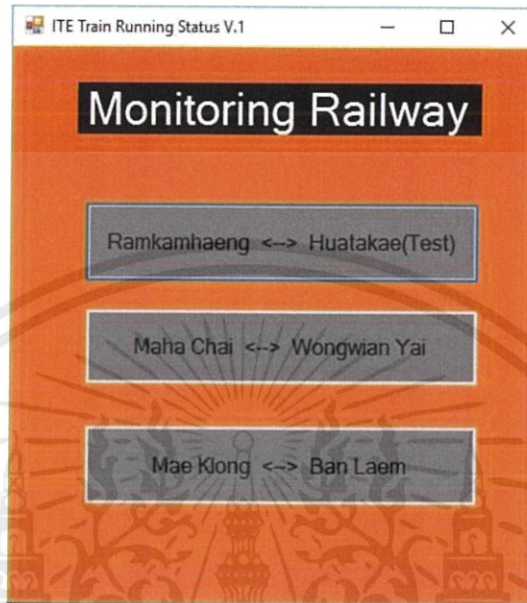 ITE Train Running Status V.1
Monitoring Railway
Ramkamhaeng <--> Huatakae(Test)
Maha Chai <--> Wongwian Yai
Mae Klong <--> Ban Laem